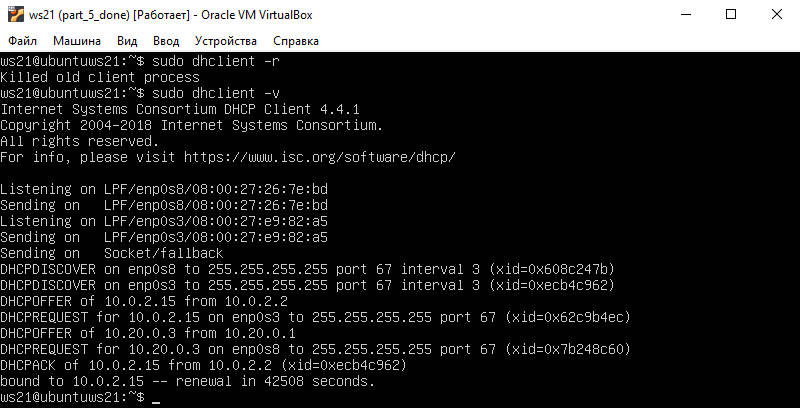 ws21 (part_5_done) [Работает] - Oracle VM VirtualBox
Файл Машина Вид Ввод Устройства Справка
ws21@ubuntuws21:~$ sudo dhclient -r
Killed old client process
ws21@ubuntuws21:~$ sudo dhclient -v
Internet Systems Consortium DHCP Client 4.4.1
Copyright 2004-2018 Internet Systems Consortium.
All rights reserved.
For info, please visit https://www.isc.org/software/dhcp/
Listening on LPF/enp0s8/08:00:27:26:7e:bd
Sending on   LPF/enp0s8/08:00:27:26:7e:bd
Listening on LPF/enp0s3/08:00:27:e9:82:a5
Sending on   LPF/enp0s3/08:00:27:e9:82:a5
Sending on   Socket/fallback
DHCPDISCOVER on enp0s8 to 255.255.255.255 port 67 interval 3 (xid=0x608c247b)
DHCPDISCOVER on enp0s3 to 255.255.255.255 port 67 interval 3 (xid=0xecb4c962)
DHCPOFFER of 10.0.2.15 from 10.0.2.2
DHCPREQUEST for 10.0.2.15 on enp0s3 to 255.255.255.255 port 67 (xid=0x62c9b4ec)
DHCPOFFER of 10.20.0.3 from 10.20.0.1
DHCPREQUEST for 10.20.0.3 on enp0s8 to 255.255.255.255 port 67 (xid=0x7b248c60)
DHCPACK of 10.0.2.15 from 10.0.2.2 (xid=0xecb4c962)
bound to 10.0.2.15 -- renewal in 42508 seconds.
ws21@ubuntuws21:~$ _